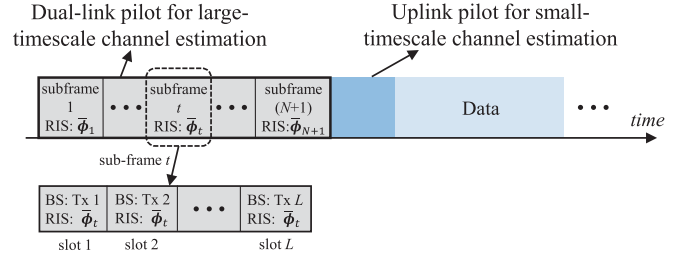 Dual-link pilot for large-
timescale channel estimation
Uplink pilot for small-
timescale channel estimation
subframe
1
RIS: ϕ̅₁
• • •
subframe
t
RIS: ϕ̅ₜ
• • •
subframe
(N+1)
RIS:ϕ̅_{N+1}
Data
• • •
time
sub-frame t
BS: Tx 1
RIS: ϕ̅ₜ
BS: Tx 2
RIS: ϕ̅ₜ
• • •
BS: Tx L
RIS: ϕ̅ₜ
slot 1
slot 2
slot L